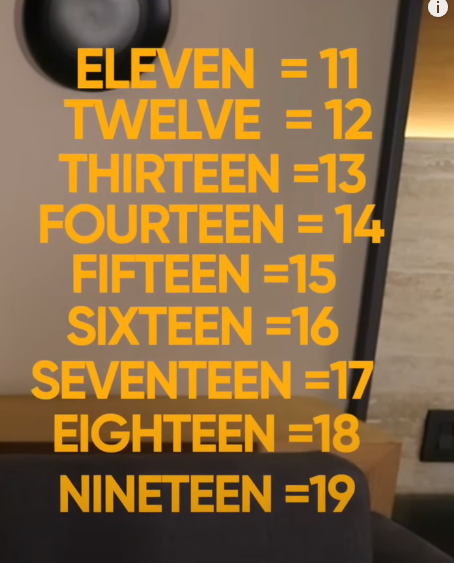 ELEVEN = 11
TWELVE = 12
THIRTEEN =13
FOURTEEN = 14
FIFTEEN =15
SIXTEEN =16
SEVENTEEN =17
EIGHTEEN =18
NINETEEN =19